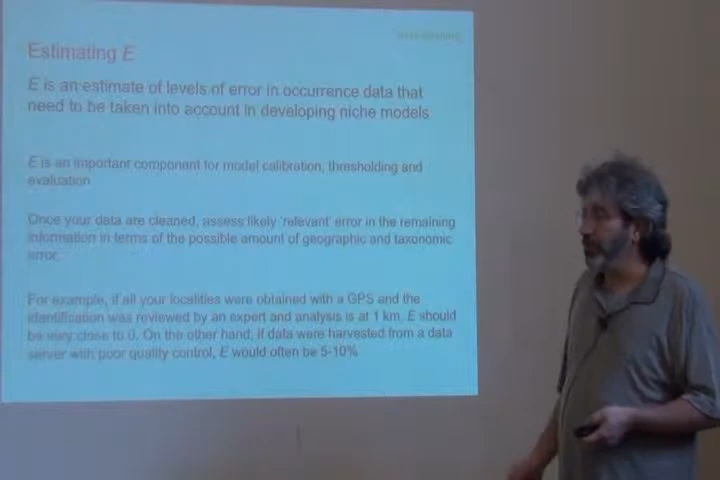 Estimating E
E is an estimate of levels of error in occurrence data that
need to be taken into account in developing niche models
E is an important component for model calibration, thresholding and
evaluation
Once your data are cleaned, assess likely 'relevant' error in the remaining
information in terms of the possible amount of geographic and taxonomic
error.
For example, if all your localities were obtained with a GPS and the
identification was reviewed by an expert and analysis is at 1 km, E should
be very close to 0. On the other hand, if data were harvested from a data
server with poor quality control, E would often be 5-10%